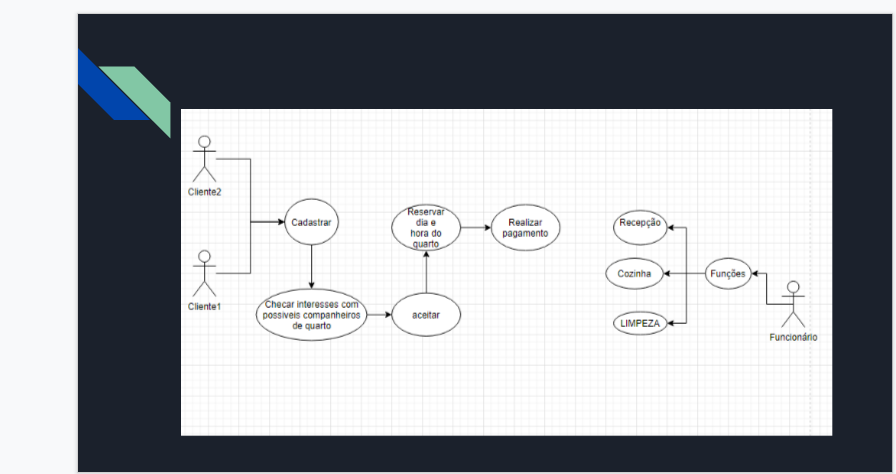 Cliente2
Cadastrar
Cliente1
Checar interesses com
possiveis companheiros
de quarto
aceitar
Reservar
dia e
hora do
quarto
Realizar
pagamento
Recepção
Cozinha
LIMPEZA
Funções
Funcionário